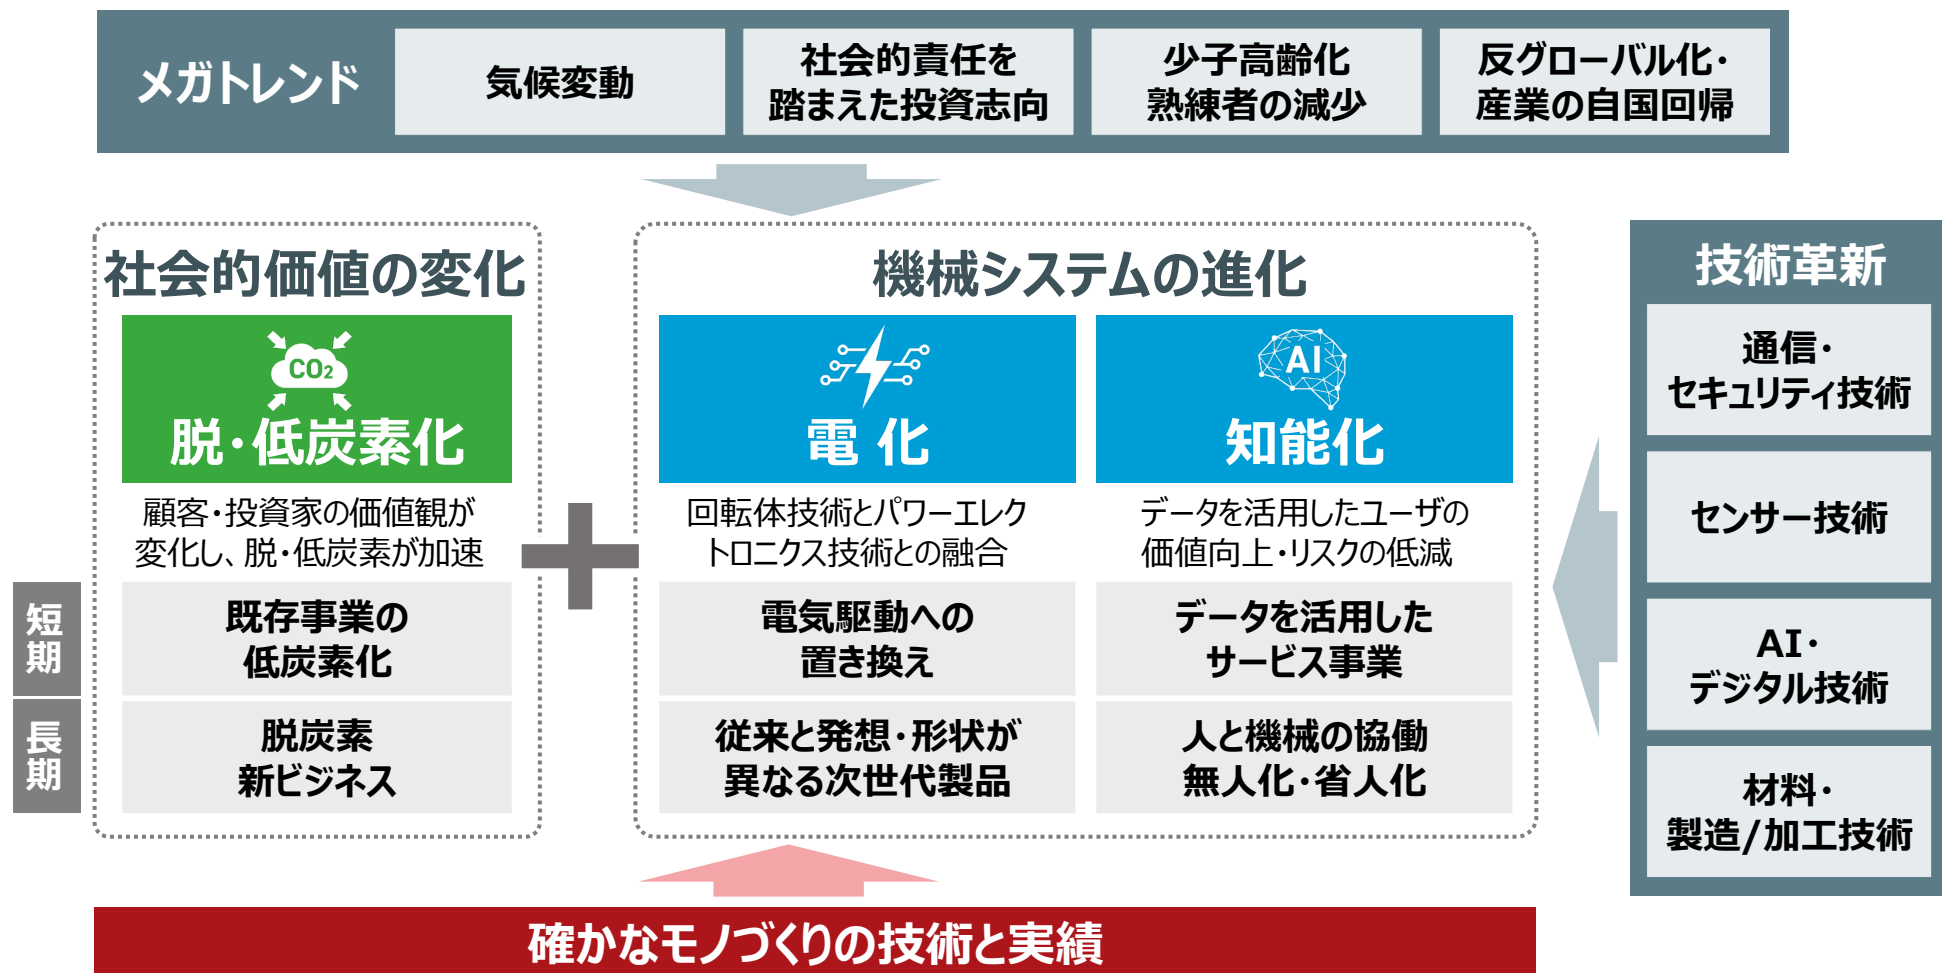 メガトレンド
気候変動
社会的責任を
踏まえた投資志向
少子高齢化
熟練者の減少
反グローバル化・
産業の自国回帰
社会的価値の変化
CO2
脱・低炭素化
顧客・投資家の価値観が
変化し、脱・低炭素が加速
機械システムの進化
電 化
回転体技術とパワーエレク
トロニクス技術との融合
AI
知能化
データを活用したユーザの
価値向上・リスクの低減
短期
既存事業の
低炭素化
電気駆動への
置き換え
データを活用した
サービス事業
長期
脱炭素
新ビジネス
従来と発想・形状が
異なる次世代製品
人と機械の協働
無人化・省人化
技術革新
通信・
セキュリティ技術
センサー技術
AI・
デジタル技術
材料・
製造/加工技術
確かなモノづくりの技術と実績